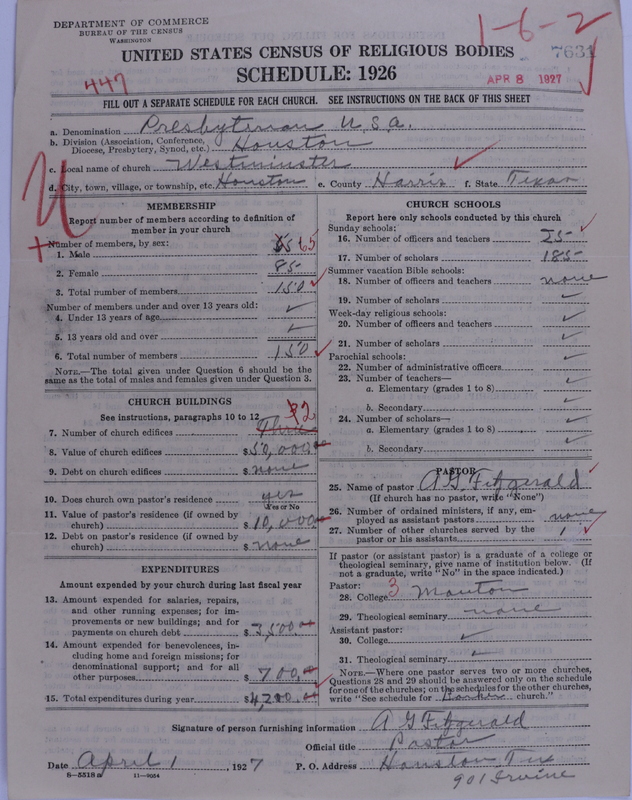 DEPARTMENT OF COMMERCE
BUREAU OF THE CENSUS
WASHINGTON
1-6-2
UNITED STATES CENSUS OF RELIGIOUS BODIES
7631
SCHEDULE: 1926
447
APR 8 1927
FILL OUT A SEPARATE SCHEDULE FOR EACH CHURCH. SEE INSTRUCTIONS ON THE BACK OF THIS SHEET
a. Denomination Presbyterian U.S.A.
b. Division (Association, Conference, Diocese, Presbytery, Synod, etc.) Houston
c. Local name of church Westminster
d. City, town, village, or township, etc. Houston e. County Harris f. State Texas
MEMBERSHIP
Report number of members according to definition of
member in your church
Number of members, by sex:
1. Male 65
2. Female 85
3. Total number of members 150
Number of members under and over 13 years old:
4. Under 13 years of age
5. 13 years old and over
6. Total number of members 150
NOTE.—The total given under Question 6 should be
same as the total of males and females given under Question 3.
CHURCH BUILDINGS
See instructions, paragraphs 10 to 12
7. Number of church edifices Three 2
8. Value of church edifices $50,000.00
9. Debt on church edifices $ none
10. Does church own pastor's residence yes
Yes or No
11. Value of pastor's residence (if owned by
church) $10,000
12. Debt on pastor's residence (if owned by
church) $ none
EXPENDITURES
Amount expended by your church during last fiscal year
13. Amount expended for salaries, repairs,
and other running expenses; for im-
provements or new buildings; and for
payments on church debt $3,500.00
14. Amount expended for benevolences, in-
cluding home and foreign missions; for
denominational support; and for all
other purposes $700.00
15. Total expenditures during year $4,200.00
CHURCH SCHOOLS
Report here only schools conducted by this church
Sunday schools:
16. Number of officers and teachers 25
17. Number of scholars 185
Summer vacation Bible schools:
18. Number of officers and teachers none
19. Number of scholars
Week-day religious schools:
20. Number of officers and teachers
21. Number of scholars
Parochial schools:
22. Number of administrative officers
23. Number of teachers—
a. Elementary (grades 1 to 8)
b. Secondary
24. Number of scholars—
a. Elementary (grades 1 to 8)
b. Secondary
PASTOR
25. Name of pastor A G Fitzgerald
(If church has no pastor, write "None")
26. Number of ordained ministers, if any, em-
ployed as assistant pastors none
27. Number of other churches served by the
pastor or his assistants 1
If pastor (or assistant pastor) is a graduate of a college or
theological seminary, give name of institution below. (If
not a graduate, write "No" in the space indicated.)
Pastor:
28. College 3
29. Theological seminary none
Assistant pastor:
30. College
31. Theological seminary
NOTE.—Where one pastor serves two or more churches,
Questions 28 and 29 should be answered only on the schedule
for one of the churches; on the schedules for the other churches,
write "See schedule for church."
Signature of person furnishing information A G Fitzgerald
Official title Pastor
Date April 1, 1927 P. O. Address Houston Tex
8—5518 a 11—9034
901 Irvine